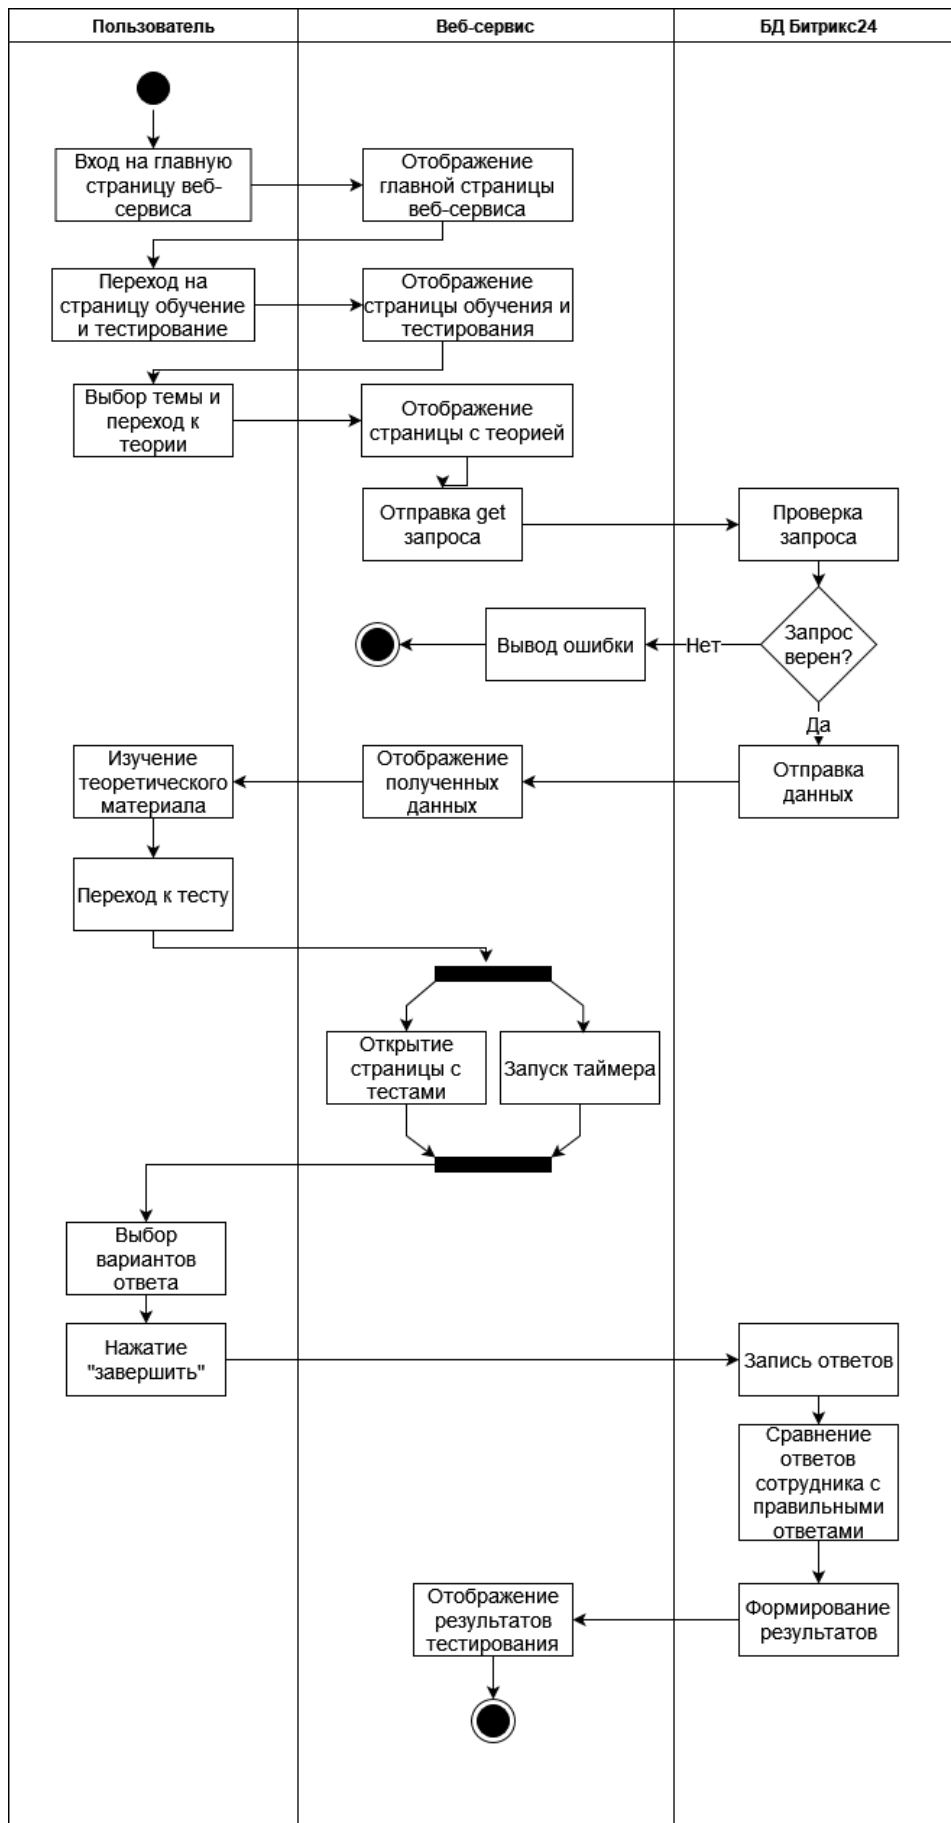 Пользователь
Веб-сервис
БД Битрикс24
Вход на главную
страницу веб-
сервиса
Отображение
главной страницы
веб-сервиса
Переход на
страницу обучение
и тестирование
Отображение
страницы обучения и
тестирования
Выбор темы и
переход к
теории
Отображение
страницы с теорией
Отправка get
запроса
Проверка
запроса
Запрос
верен?
Нет
Вывод ошибки
Да
Отправка
данных
Отображение
полученных
данных
Изучение
теоретического
материала
Переход к тесту
Открытие
страницы с
тестами
Запуск таймера
Выбор
вариантов
ответа
Нажатие
"завершить"
Запись ответов
Сравнение
ответов
сотрудника с
правильными
ответами
Формирование
результатов
Отображение
результатов
тестирования